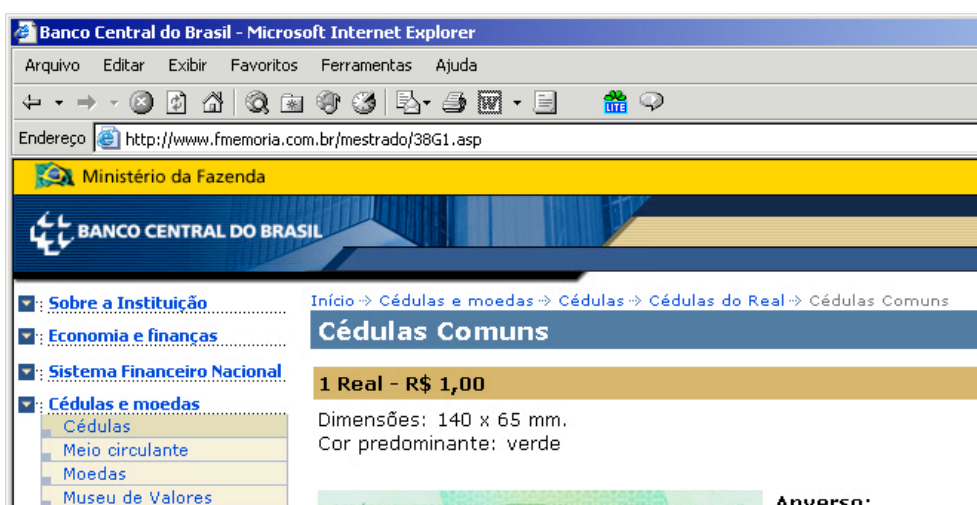 Banco Central do Brasil - Microsoft Internet Explorer
Arquivo Editar Exibir Favoritos Ferramentas Ajuda
LITE
Endereço http://www.fmemoria.com.br/mestrado/38G1.asp
Ministério da Fazenda
BANCO CENTRAL DO BRASIL
Início Cédulas e moedas Cédulas Cédulas do Real Cédulas Comuns
Sobre a Instituição
Economia e finanças
Sistema Financeiro Nacional
Cédulas e moedas
Cédulas
Meio circulante
Moedas
Museu de Valores
Cédulas Comuns
1 Real - R$ 1,00
Dimensões: 140 x 65 mm.
Cor predominante: verde
Anverso: